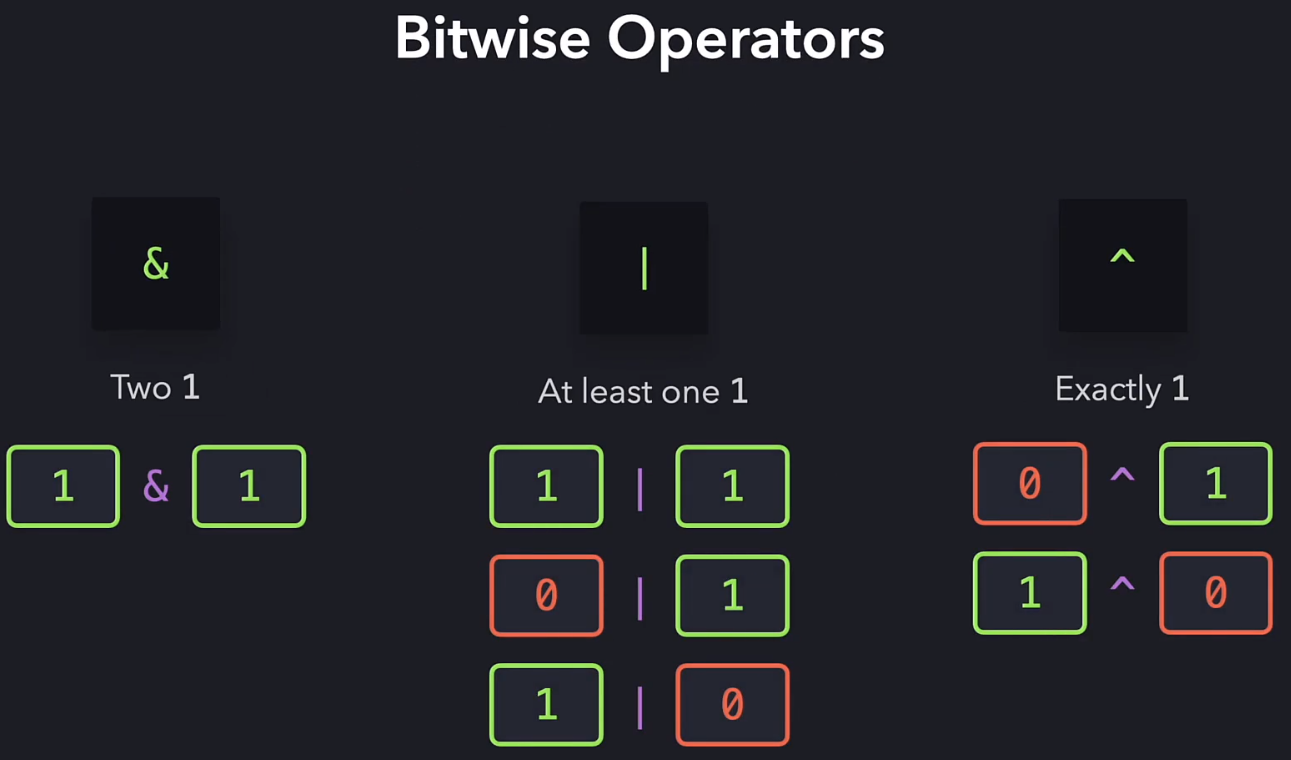 Bitwise Operators
&
|
^
Two 1
At least one 1
Exactly 1
1 & 1
1 | 1
0 ^ 1
0 | 1
1 ^ 0
1 | 0